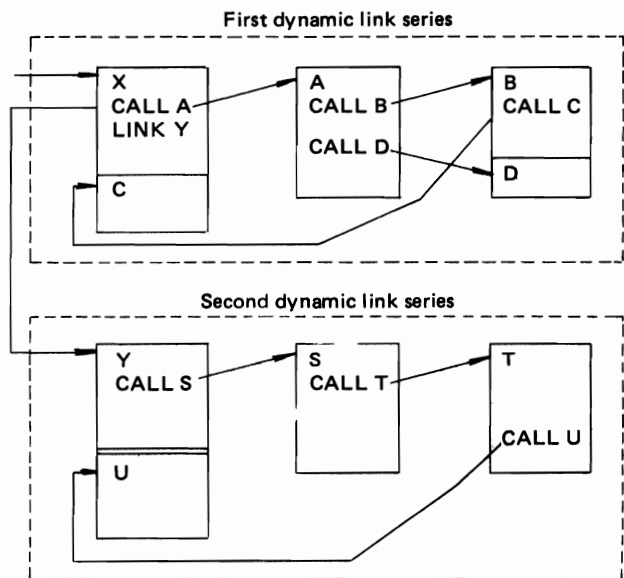 First dynamic link series
X
CALL A
LINK Y
C
A
CALL B
CALL D
B
CALL C
D
Second dynamic link series
Y
CALL S
U
S
CALL T
T
CALL U